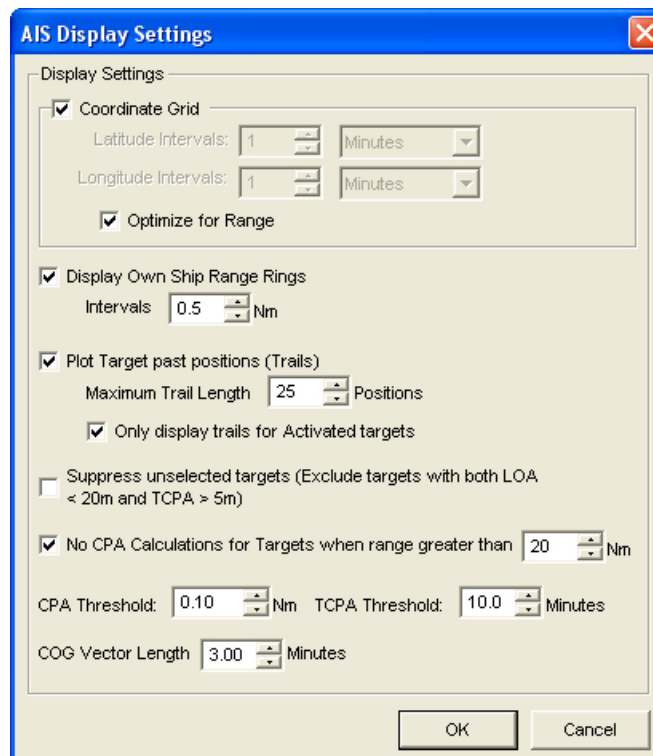 AIS Display Settings
Display Settings
Coordinate Grid
Latitude Intervals: 1 Minutes
Longitude Intervals: 1 Minutes
Optimize for Range
Display Own Ship Range Rings
Intervals 0.5 Nm
Plot Target past positions (Trails)
Maximum Trail Length 25 Positions
Only display trails for Activated targets
Suppress unselected targets (Exclude targets with both LOA
< 20m and TCPA > 5m)
No CPA Calculations for Targets when range greater than 20 Nm
CPA Threshold: 0.10 Nm TCPA Threshold: 10.0 Minutes
COG Vector Length 3.00 Minutes
OK Cancel